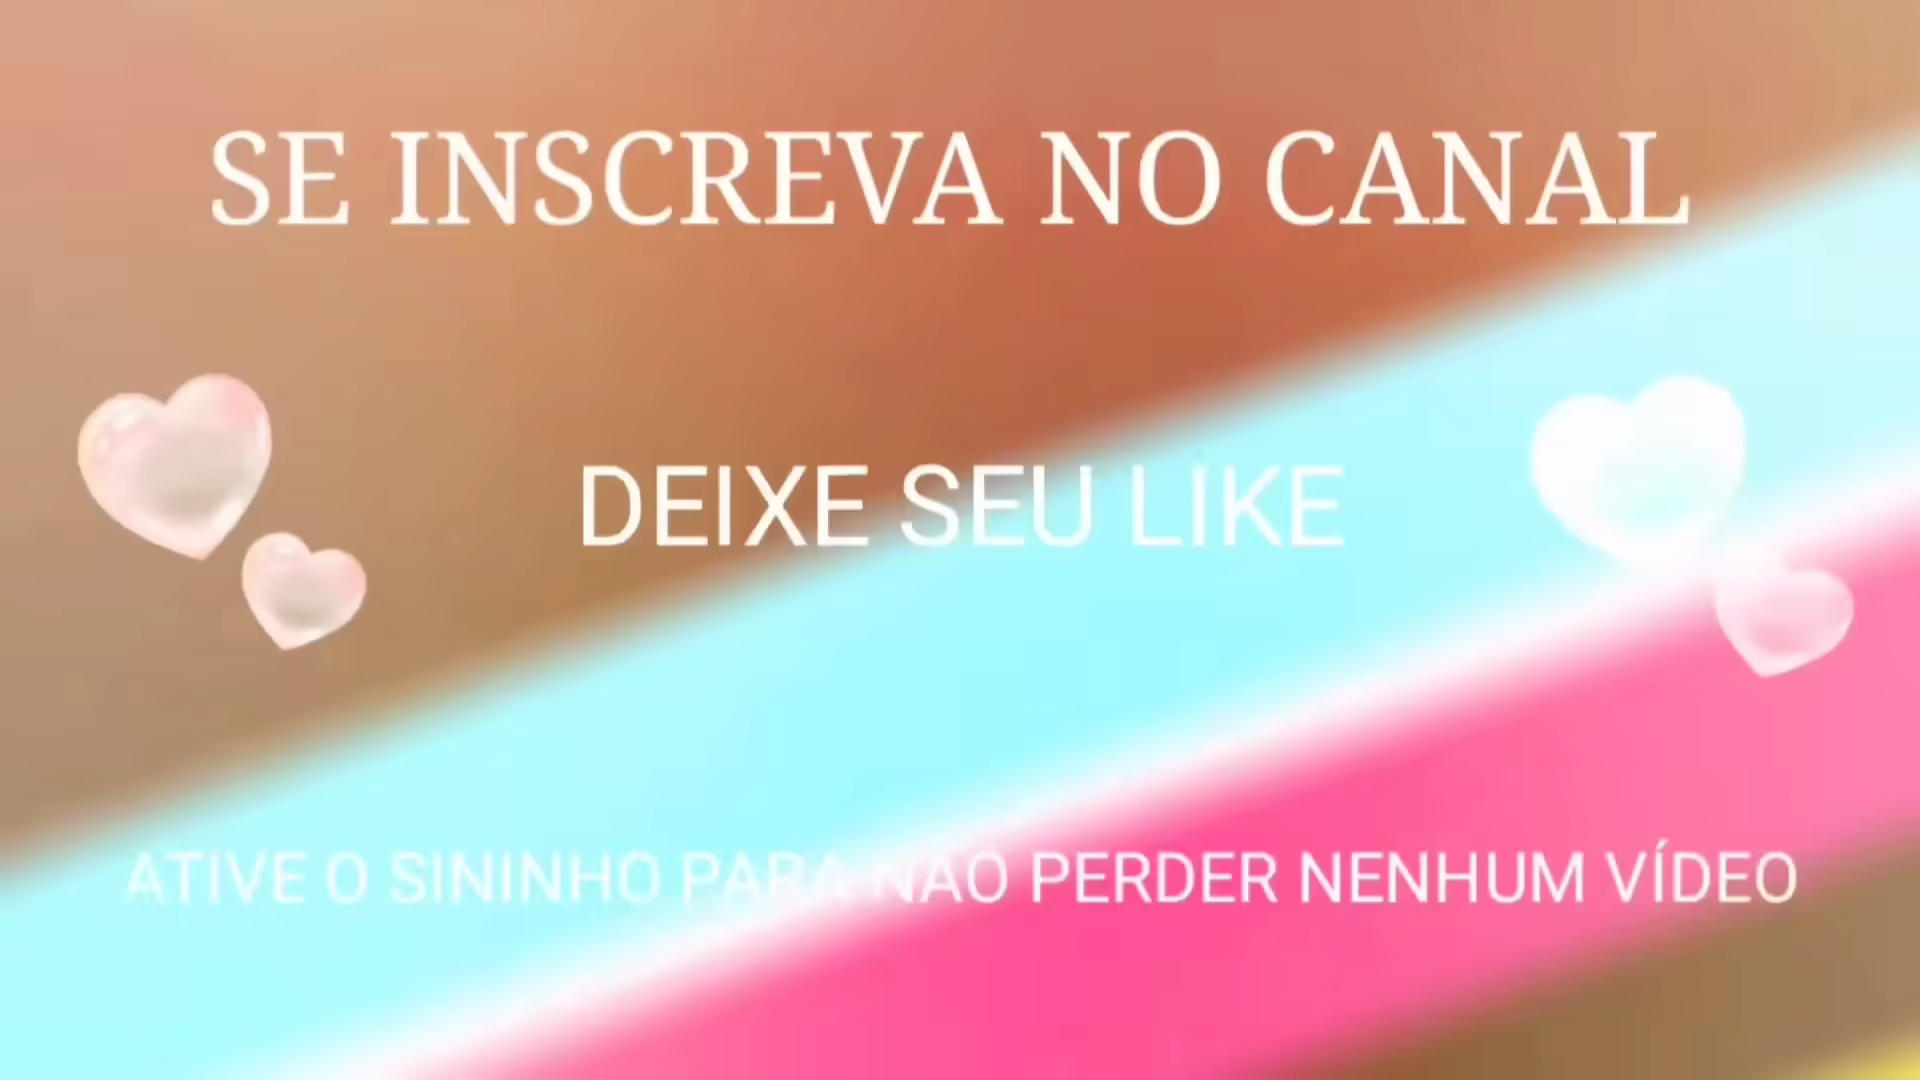 SE INSCREVA NO CANAL
DEIXE SEU LIKE
ATIVE O SININHO PARA NÃO PERDER NENHUM VÍDEO